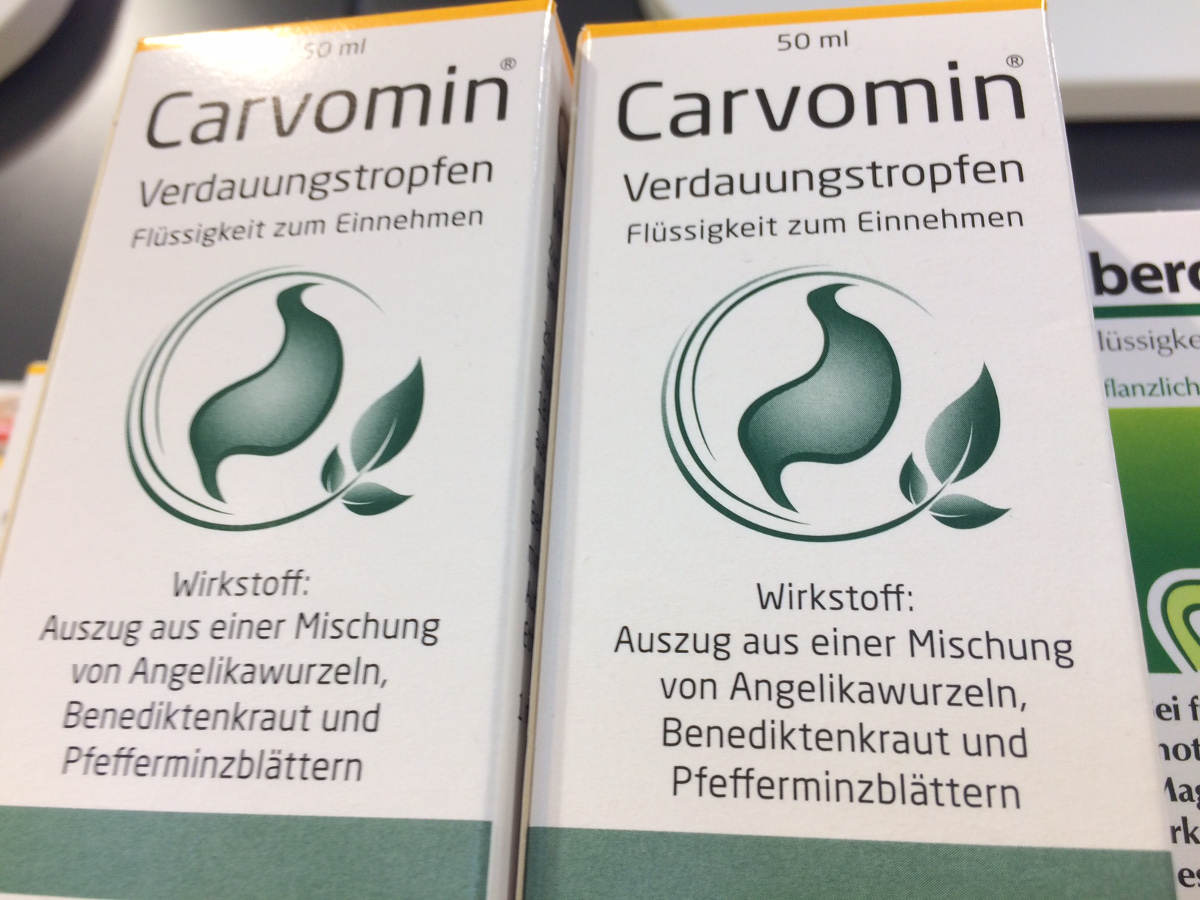 50 ml
Carvomin®
Verdauungstropfen
Flüssigkeit zum Einnehmen
Wirkstoff:
Auszug aus einer Mischung
von Angelikawurzeln,
Benediktenkraut und
Pfefferminzblättern
50 ml
Carvomin®
Verdauungstropfen
Flüssigkeit zum Einnehmen
Wirkstoff:
Auszug aus einer Mischung
von Angelikawurzeln,
Benediktenkraut und
Pfefferminzblättern